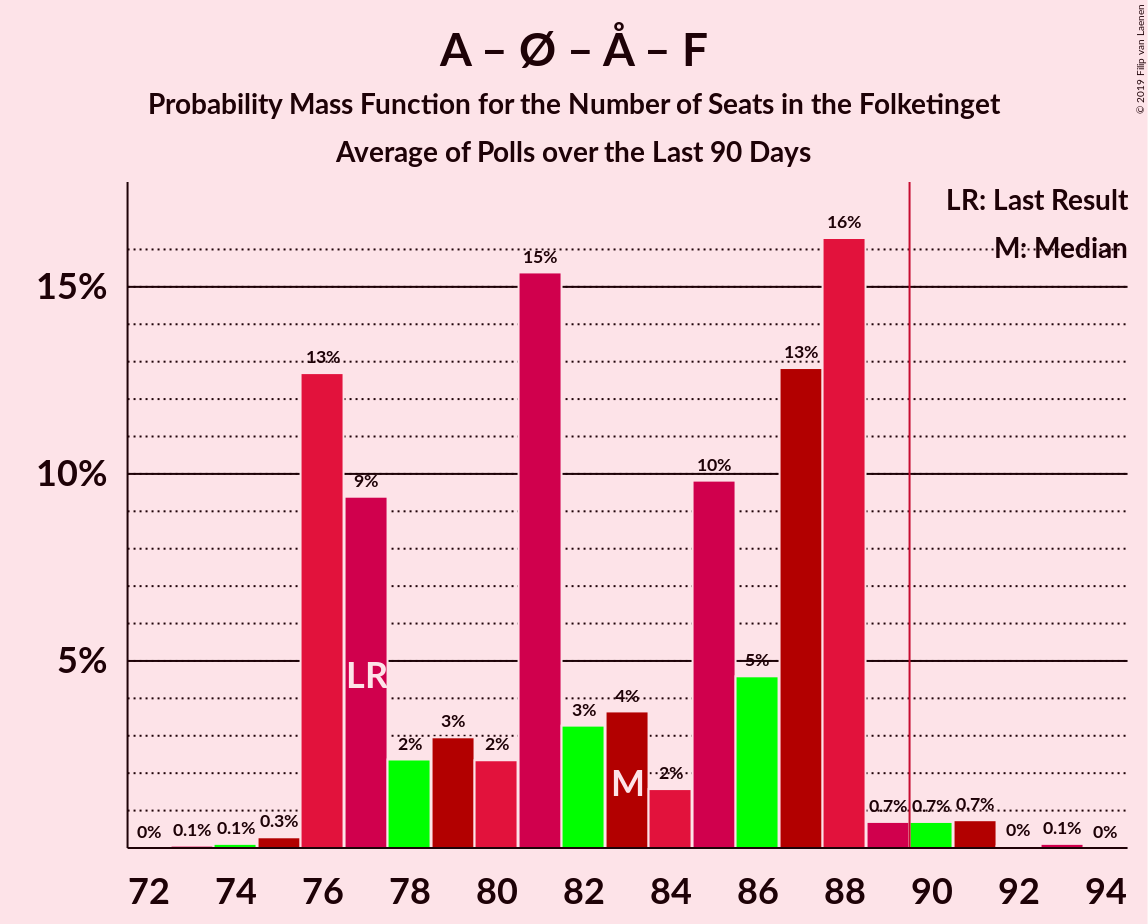 A – Ø – Å – F
Probability Mass Function for the Number of Seats in the Folketinget
Average of Polls over the Last 90 Days
© 2019 Filip van Laenen
LR: Last Result
M: Median
15%
10%
5%
0%
0.1%
0.1%
0.3%
13%
9%
2%
3%
2%
15%
3%
4%
2%
10%
5%
13%
16%
0.7%
0.7%
0.7%
0%
0.1%
0%
LR
M
72 74 76 78 80 82 84 86 88 90 92 94